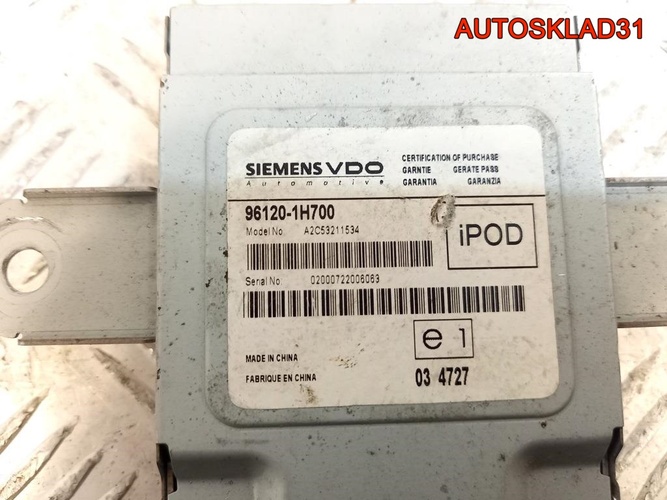 AUTOSKLAD31
SIEMENS VDO
Automotive
CERTIFICATION OF PURCHASE
GARNTIE GERATE PASS
GARANTIA GARANZIA
96120-1H700
Model No. A2C53211534
iPOD
Serial No. 02000722006063
e1
MADE IN CHINA
FABRIQUE EN CHINA
03 4727